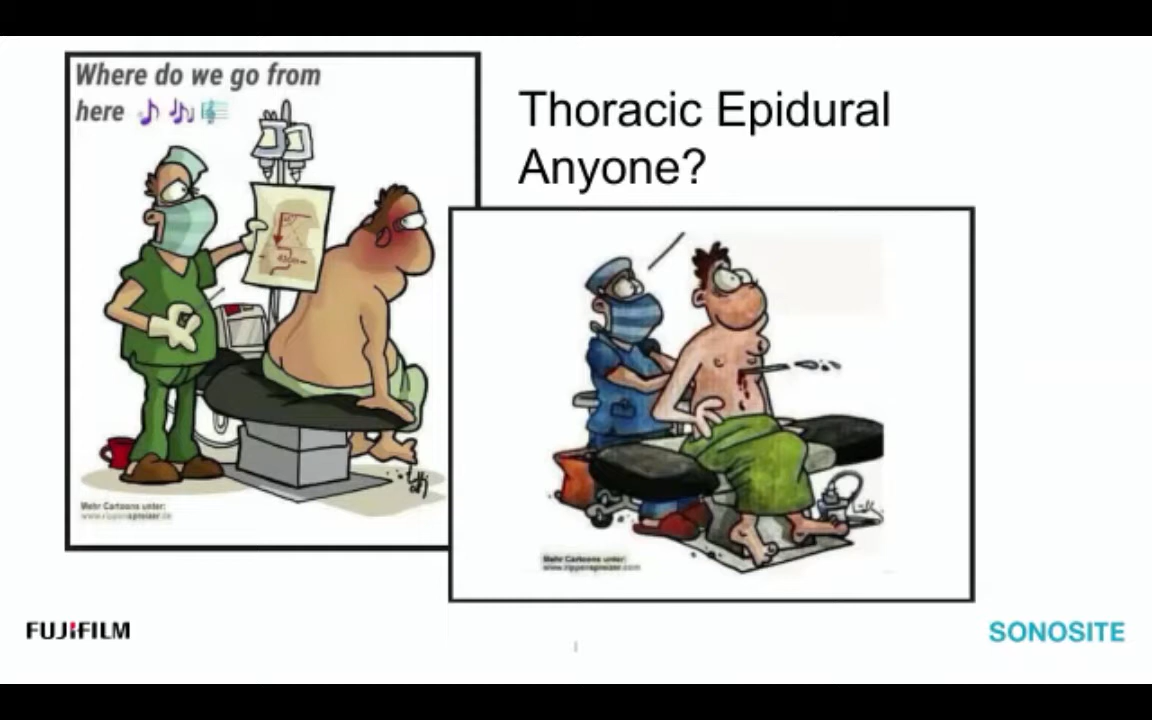 Where do we go from
here
Thoracic Epidural
Anyone?
Mehr Cartoons unter:
www.rippenspreizer.com
Mehr Cartoons unter:
www.rippenspreizer.com
FUJIFILM
SONOSITE